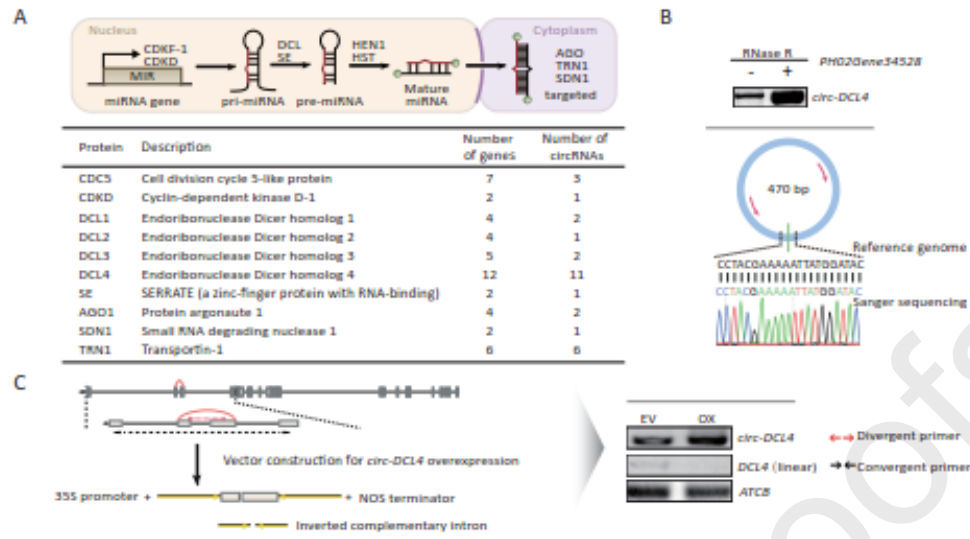 A
Nucleus
Cytoplasm
CDKF-1
CDKD
MIR
miRNA gene
pri-miRNA
DCL
SE
pre-miRNA
HEN1
HST
Mature
miRNA
AGO
TRN1
SDN1
targeted
Protein Description Number of genes Number of circRNAs
CDC5 Cell division cycle 5-like protein 7 3
CDKD Cyclin-dependent kinase D-1 2 1
DCL1 Endoribonuclease Dicer homolog 1 4 2
DCL2 Endoribonuclease Dicer homolog 2 4 1
DCL3 Endoribonuclease Dicer homolog 3 5 2
DCL4 Endoribonuclease Dicer homolog 4 12 11
SE SERRATE (a zinc-finger protein with RNA-binding) 2 1
AGO1 Protein argonaute 1 4 2
SDN1 Small RNA degrading nuclease 1 2 1
TRN1 Transportin-1 6 6
B
RNase R
- +
PH02Gene34528
circ-DCL4
470 bp
Reference genome
CCTACGAAAAATTATGGATAC
CCTACGAAAAATTATGGATAC
Sanger sequencing
C
Vector construction for circ-DCL4 overexpression
35S promoter +
+ NOS terminator
Inverted complementary intron
EV OX
circ-DCL4
DCL4 (linear)
ATCB
Divergent primer
Convergent primer
oofs